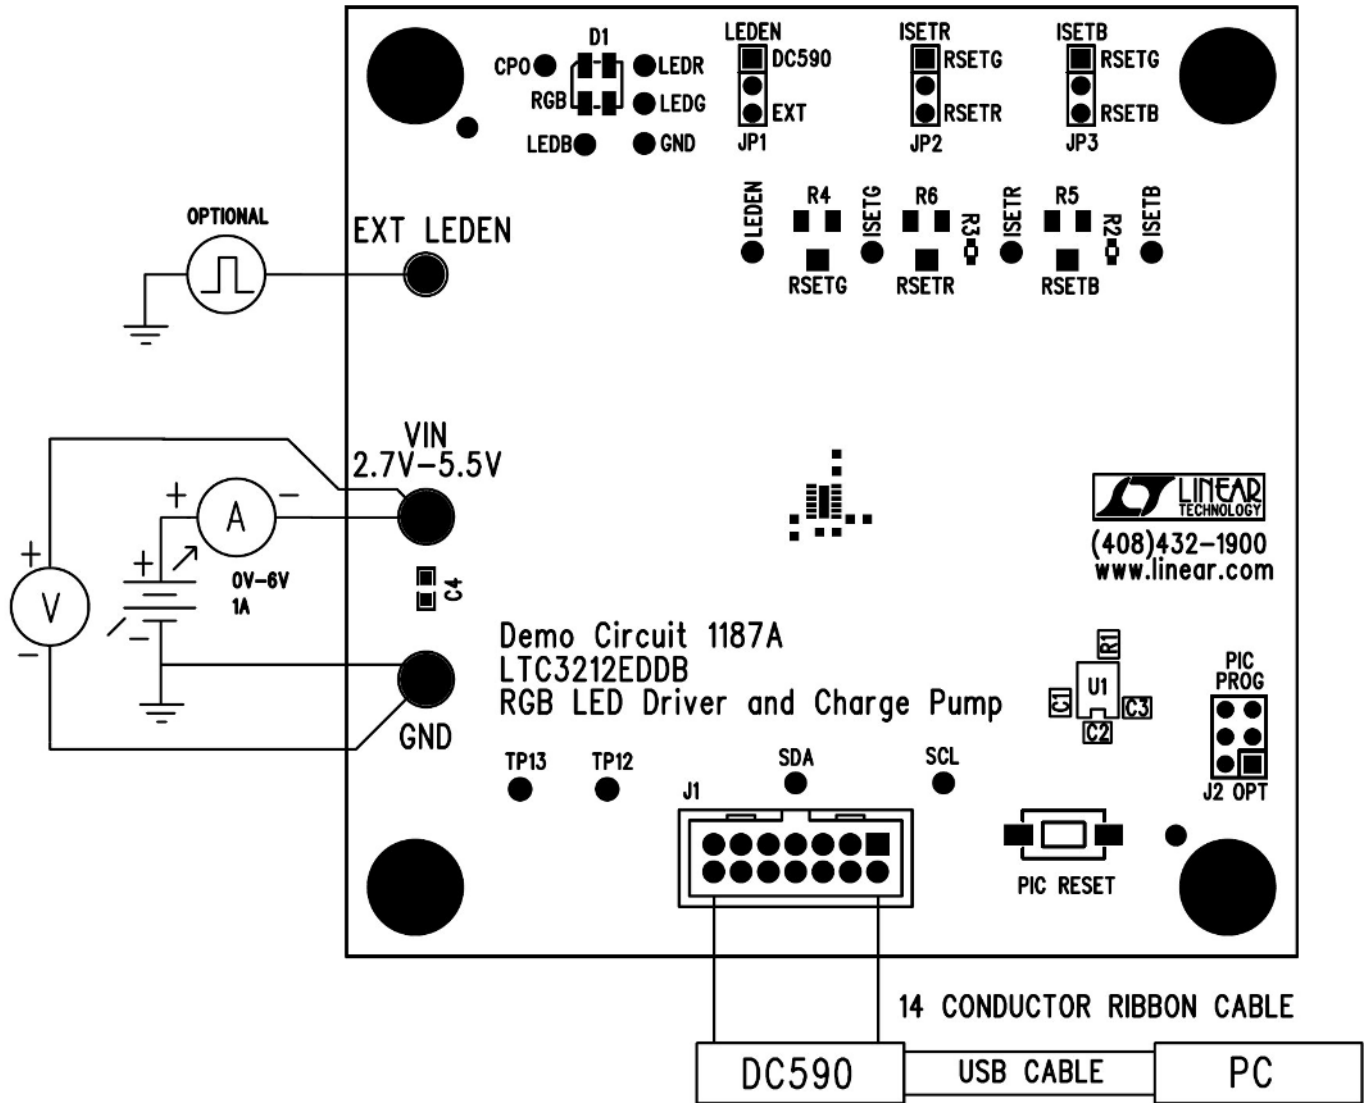 D1
CPO
LEDR
RGB
LEDG
LEDB
GND
LEDEN
DC590
EXT
JP1
ISETR
RSETG
RSETR
JP2
ISETB
RSETG
RSETB
JP3
LEDEN
R4
RSETG
ISETG
R6
RSETR
R3
ISETR
R5
RSETB
R2
ISETB
OPTIONAL
EXT LEDEN
VIN
2.7V-5.5V
+
A
-
+
V
-
+
-
0V-6V
1A
C4
GND
LINEAR
TECHNOLOGY
(408)432-1900
www.linear.com
Demo Circuit 1187A
LTC3212EDDB
RGB LED Driver and Charge Pump
R1
U1
C1
C3
C2
PIC
PROG
J2 OPT
TP13
TP12
SDA
SCL
J1
PIC RESET
14 CONDUCTOR RIBBON CABLE
DC590
USB CABLE
PC